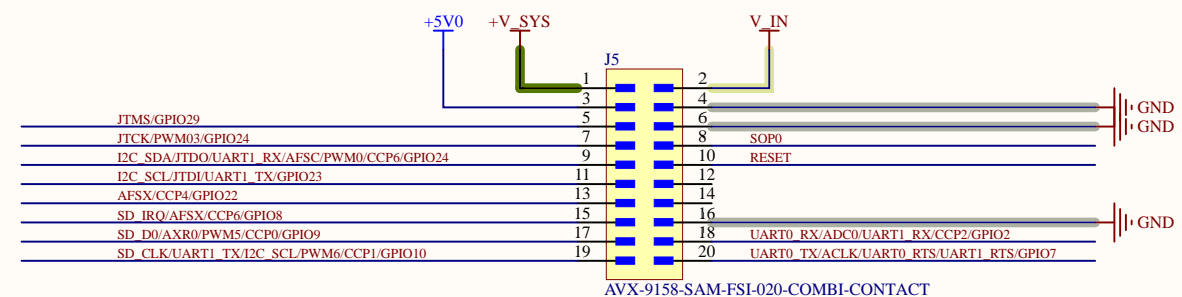 +5V0 +V_SYS V_IN
J5
1 2
3 4 GND
JTMS/GPIO29 5 6 GND
JTCK/PWM03/GPIO24 7 8 SOP0
I2C_SDA/JTDO/UART1_RX/AFSC/PWM0/CCP6/GPIO24 9 10 RESET
I2C_SCL/JTDI/UART1_TX/GPIO23 11 12
AFSX/CCP4/GPIO22 13 14
SD_IRQ/AFSX/CCP6/GPIO8 15 16 GND
SD_D0/AXR0/PWM5/CCP0/GPIO9 17 18 UART0_RX/ADC0/UART1_RX/CCP2/GPIO2
SD_CLK/UART1_TX/I2C_SCL/PWM6/CCP1/GPIO10 19 20 UART0_TX/ACLK/UART0_RTS/UART1_RTS/GPIO7
AVX-9158-SAM-FSI-020-COMBI-CONTACT